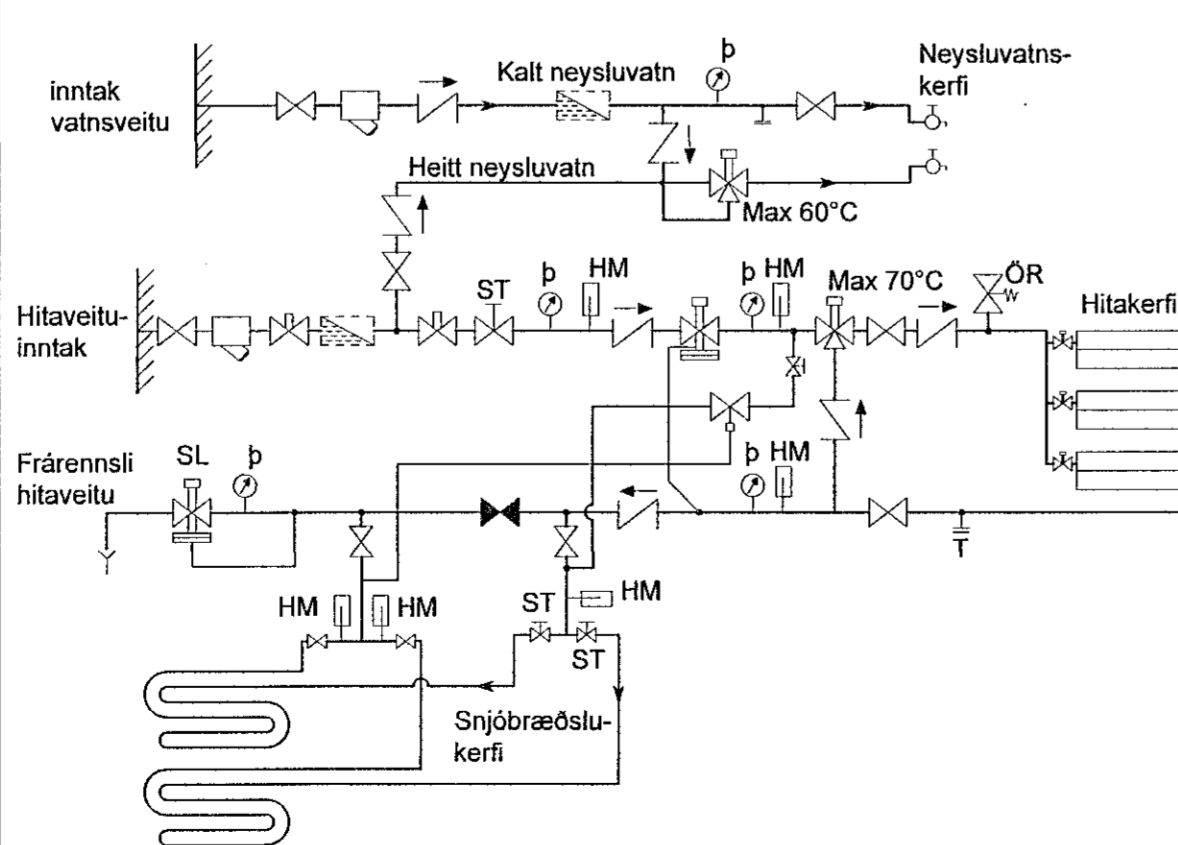 inntak
vatnsveitu
Kalt neysluvatn
þ
Neysluvatns-
kerfi
Heitt neysluvatn
Max 60°C
Hitaveitu-
inntak
ST
þ
HM
þ
HM
Max 70°C
ÖR
Hitakerfi
Frárennsli
hitaveitu
SL
þ
þ
HM
HM
HM
ST
HM
ST
Snjóbræðslu-
kerfi